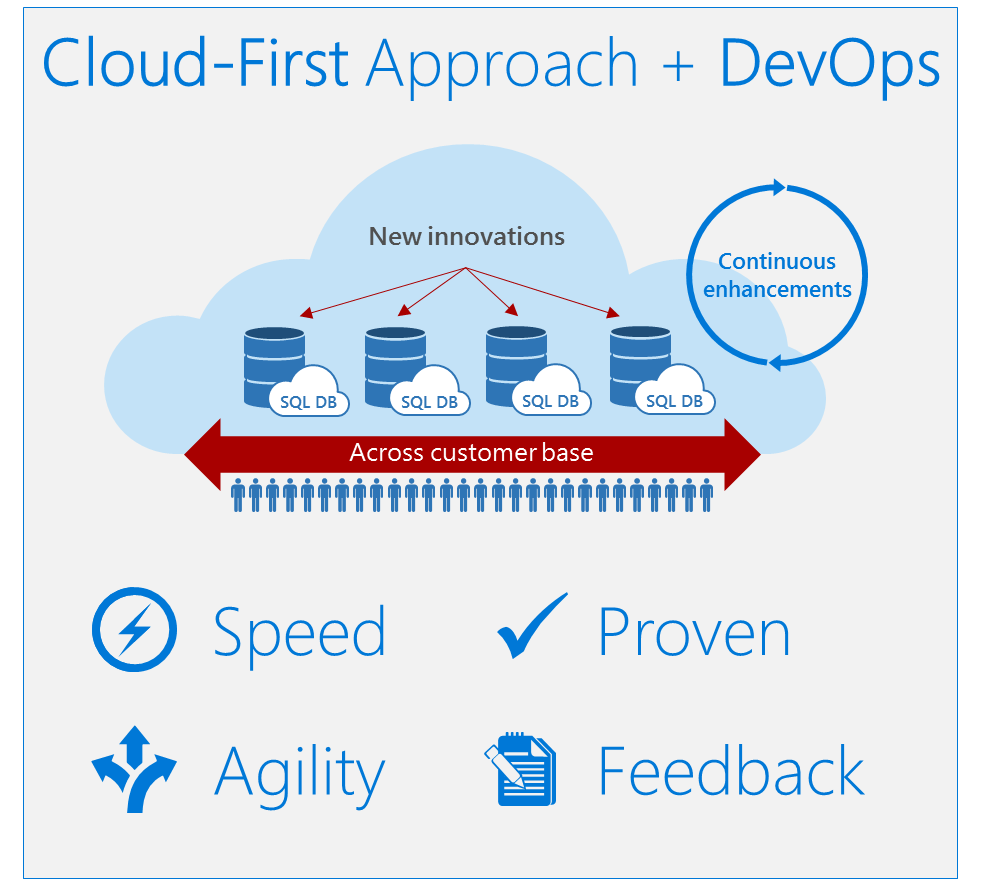 Cloud-First Approach + DevOps
New innovations
Continuous
enhancements
SQL DB
SQL DB
SQL DB
SQL DB
Across customer base
Speed
Proven
Agility
Feedback